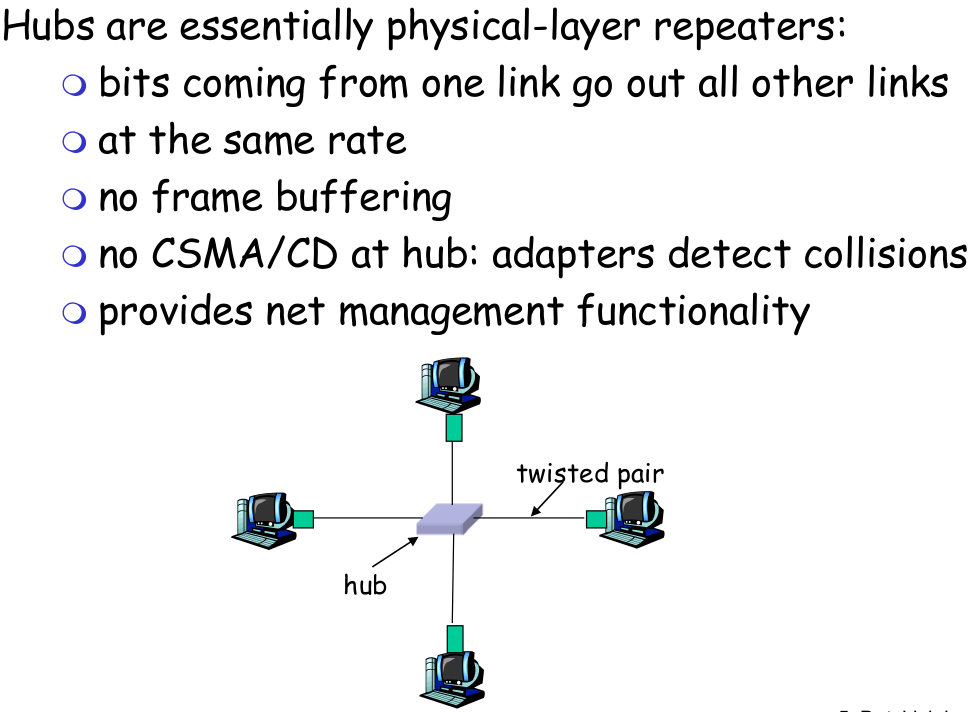 Hubs are essentially physical-layer repeaters:
bits coming from one link go out all other links
at the same rate
no frame buffering
no CSMA/CD at hub: adapters detect collisions
provides net management functionality
twisted pair
hub